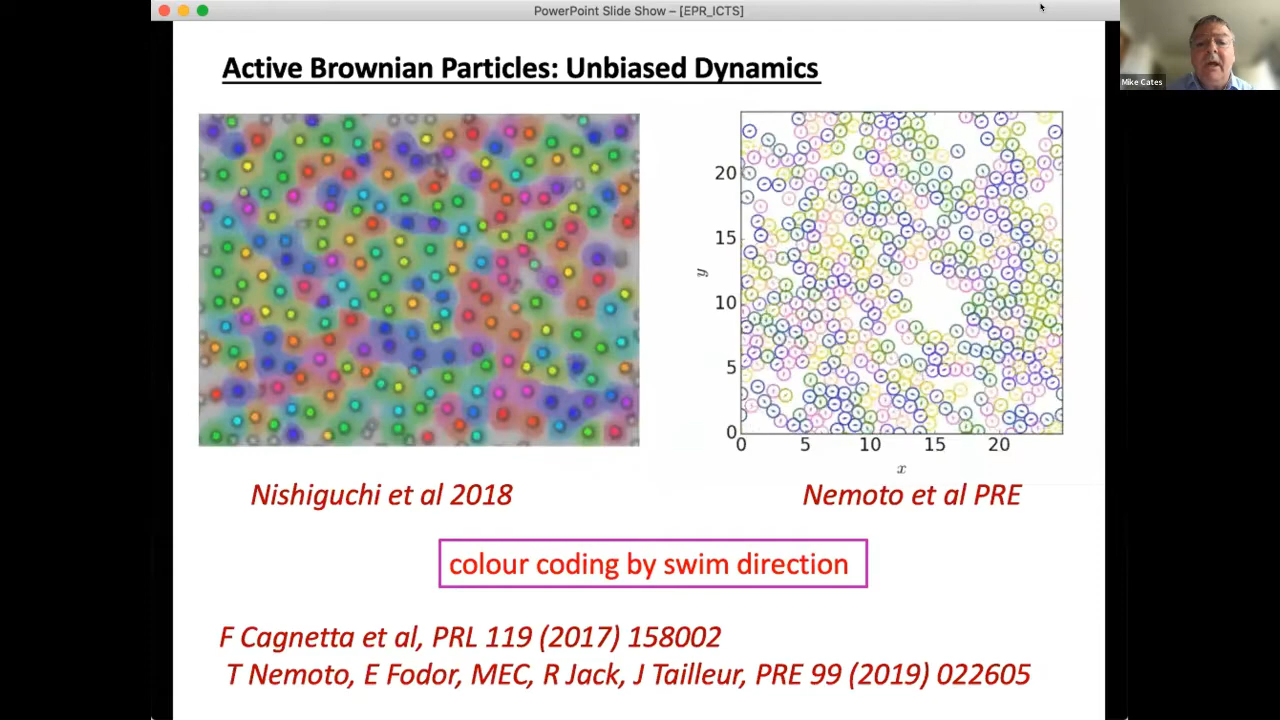 PowerPoint Slide Show – [EPR_ICTS]
Mike Cates
Active Brownian Particles: Unbiased Dynamics
20
15
10
5
0
y
0 5 10 15 20
x
Nishiguchi et al 2018
Nemoto et al PRE
colour coding by swim direction
F Cagnetta et al, PRL 119 (2017) 158002
T Nemoto, E Fodor, MEC, R Jack, J Tailleur, PRE 99 (2019) 022605